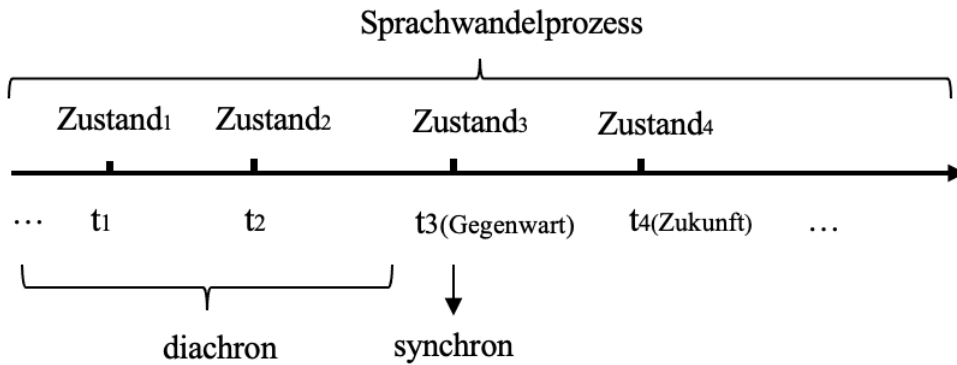 Sprachwandelprozess
Zustand1 Zustand2 Zustand3 Zustand4
... t1 t2 t3(Gegenwart) t4(Zukunft) ...
diachron synchron